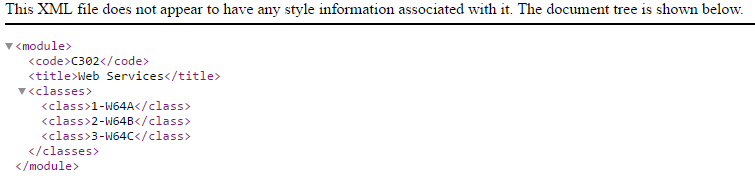 This XML file does not appear to have any style information associated with it. The document tree is shown below.
▼<module>
<code>C302</code>
<title>Web Services</title>
▼<classes>
<class>1-W64A</class>
<class>2-W64B</class>
<class>3-W64C</class>
</classes>
</module>